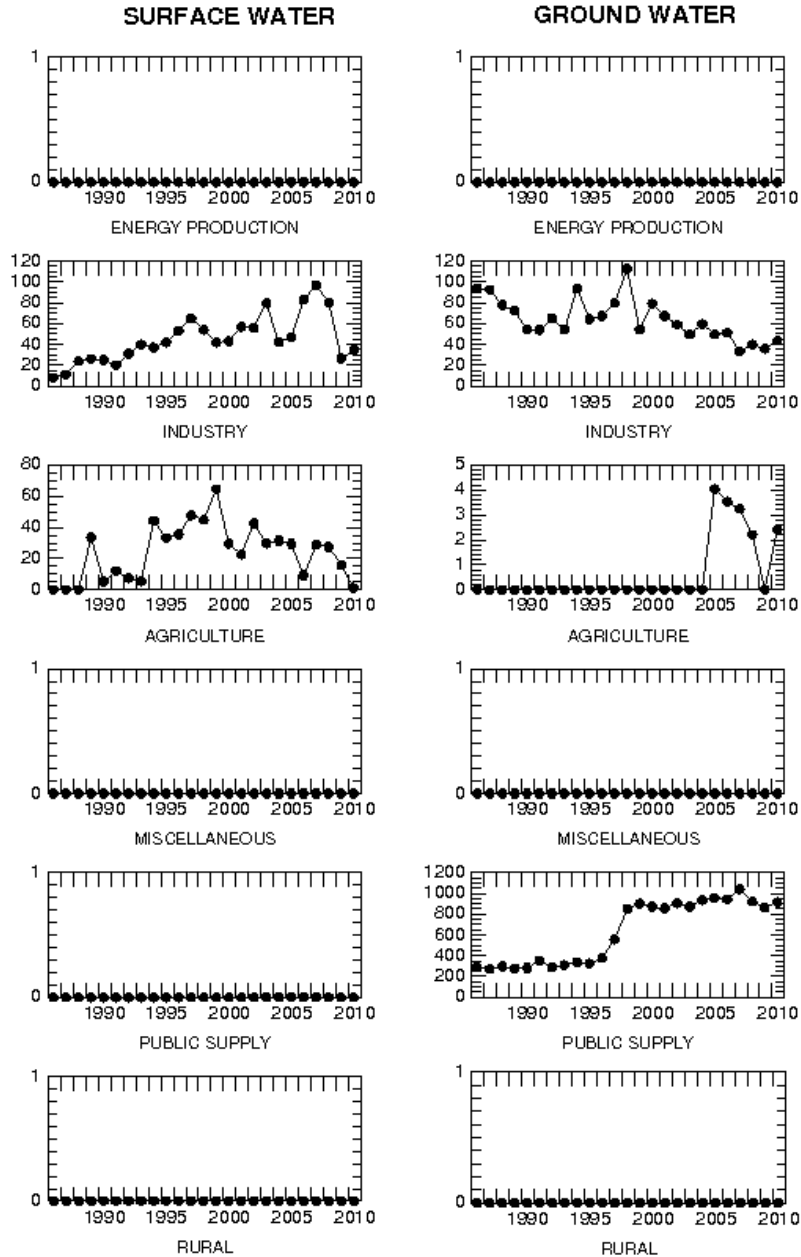 SURFACE WATER GROUND WATER
1
0
1990 1995 2000 2005 2010
ENERGY PRODUCTION
1
0
1990 1995 2000 2005 2010
ENERGY PRODUCTION
120
100
80
60
40
20
0
1990 1995 2000 2005 2010
INDUSTRY
120
100
80
60
40
20
0
1990 1995 2000 2005 2010
INDUSTRY
80
60
40
20
0
1990 1995 2000 2005 2010
AGRICULTURE
5
4
3
2
1
0
1990 1995 2000 2005 2010
AGRICULTURE
1
0
1990 1995 2000 2005 2010
MISCELLANEOUS
1
0
1990 1995 2000 2005 2010
MISCELLANEOUS
1
0
1990 1995 2000 2005 2010
PUBLIC SUPPLY
1200
1000
800
600
400
200
0
1990 1995 2000 2005 2010
PUBLIC SUPPLY
1
0
1990 1995 2000 2005 2010
RURAL
1
0
1990 1995 2000 2005 2010
RURAL